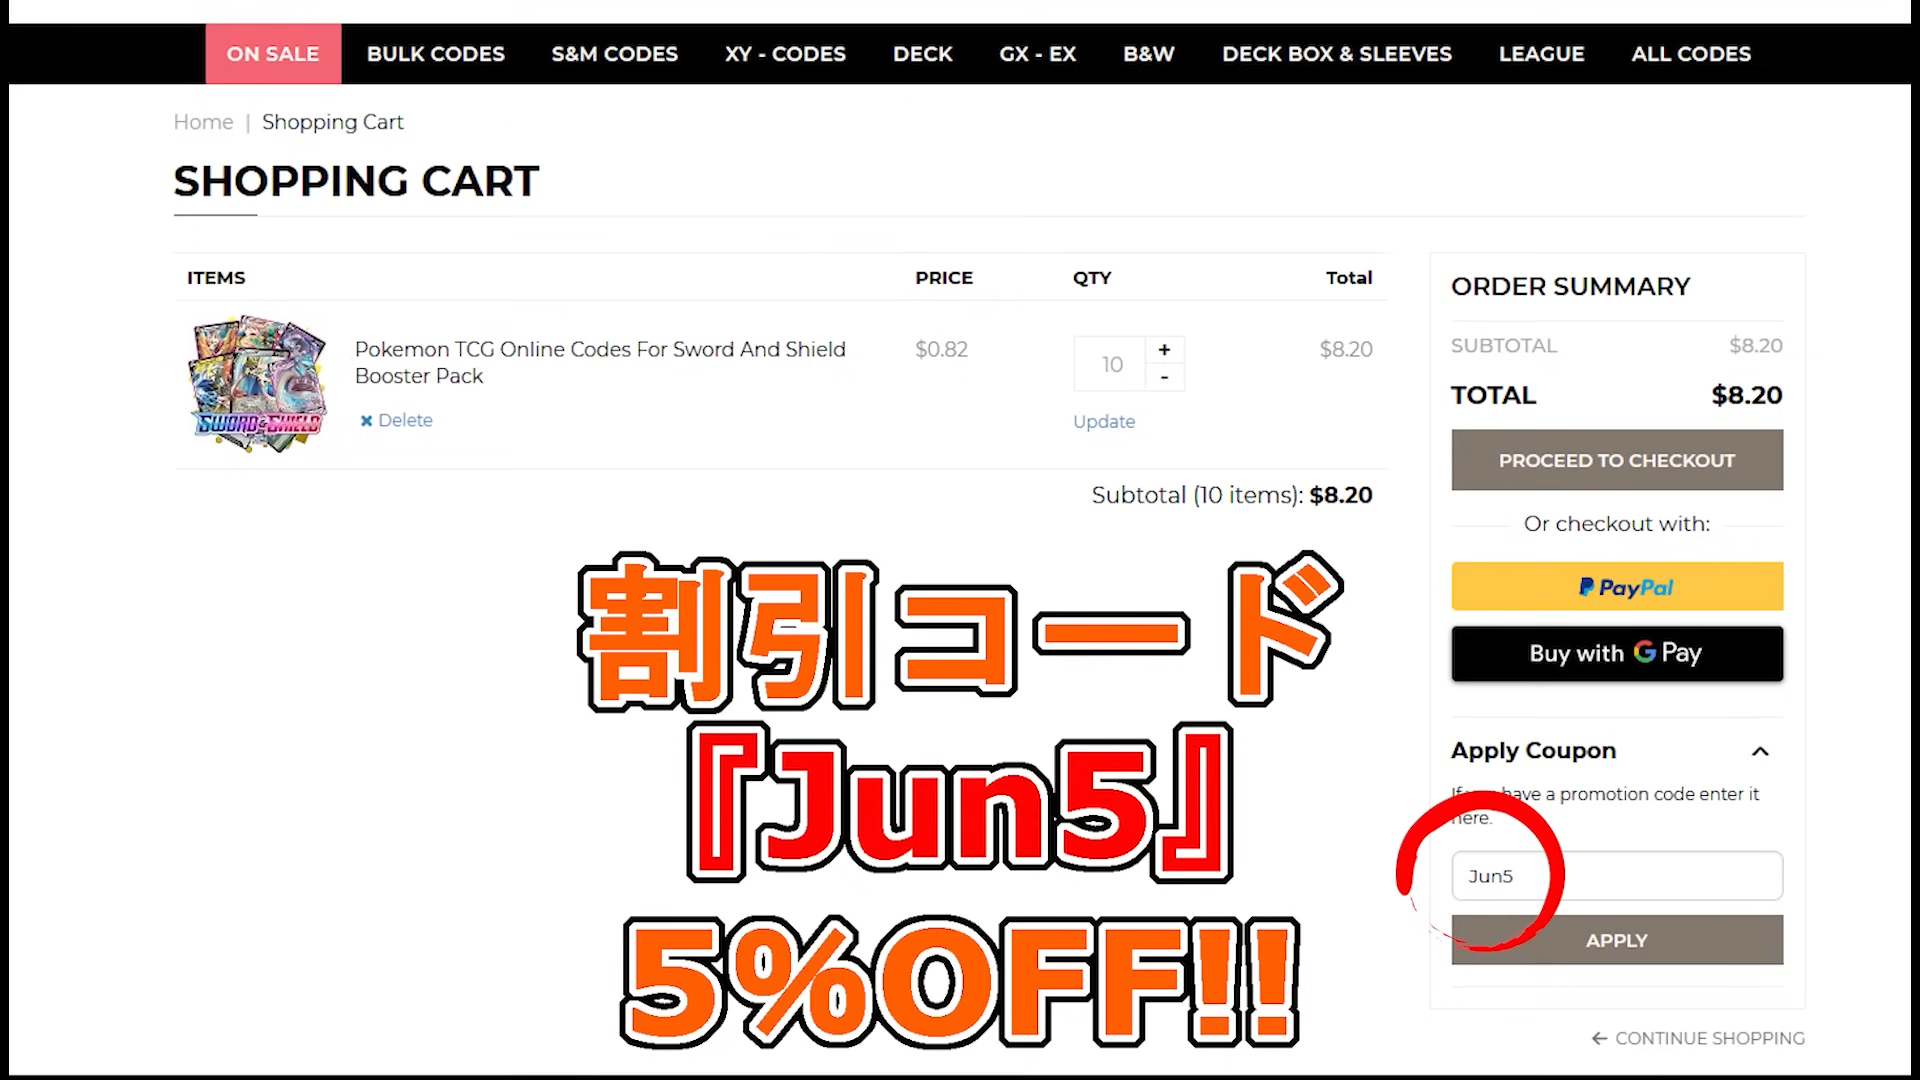 ON SALE BULK CODES S&M CODES XY - CODES DECK GX - EX B&W DECK BOX & SLEEVES LEAGUE ALL CODES
Home | Shopping Cart
SHOPPING CART
ITEMS PRICE QTY Total
Pokemon TCG Online Codes For Sword And Shield
Booster Pack
$0.82
10
+
-
$8.20
SWORD & SHIELD
× Delete
Update
Subtotal (10 items): $8.20
ORDER SUMMARY
SUBTOTAL $8.20
TOTAL $8.20
PROCEED TO CHECKOUT
Or checkout with:
PayPal
Buy with G Pay
Apply Coupon
If you have a promotion code enter it
here.
Jun5
APPLY
← CONTINUE SHOPPING
割引コード
『Jun5』
5%OFF!!